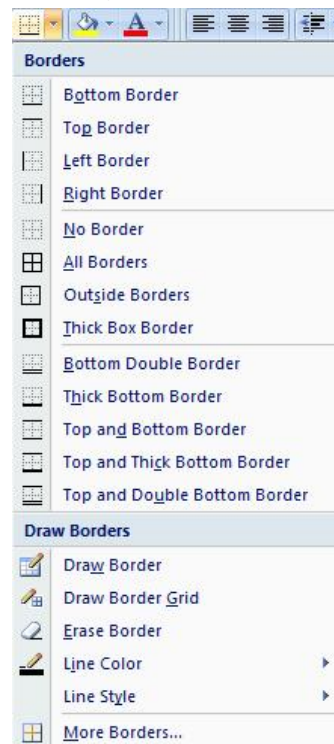 A
Borders
Bottom Border
Top Border
Left Border
Right Border
No Border
All Borders
Outside Borders
Thick Box Border
Bottom Double Border
Thick Bottom Border
Top and Bottom Border
Top and Thick Bottom Border
Top and Double Bottom Border
Draw Borders
Draw Border
Draw Border Grid
Erase Border
Line Color
Line Style
More Borders...